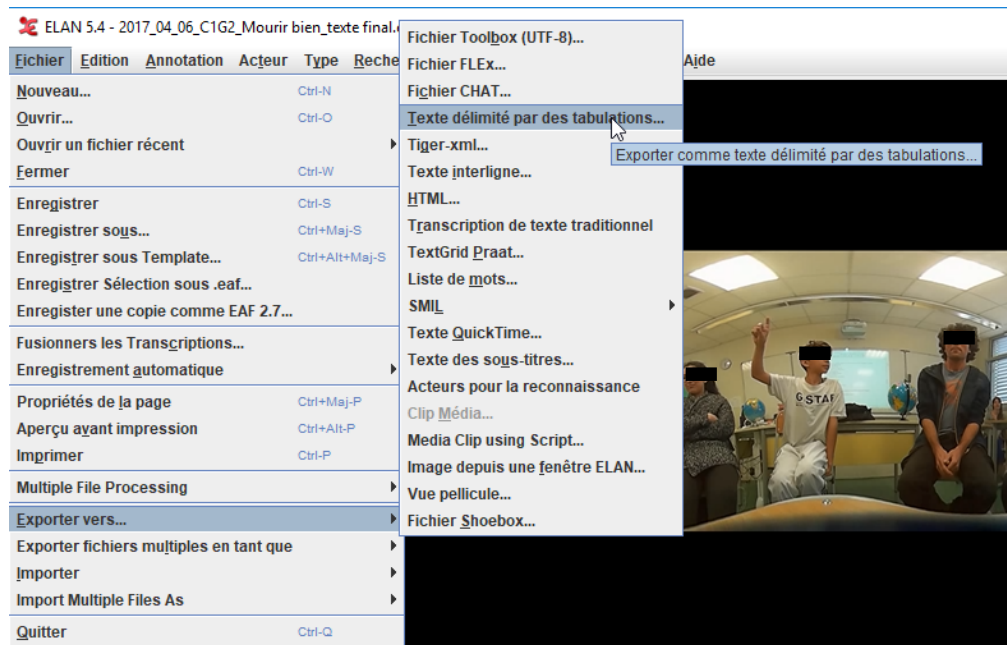 ELAN 5.4 - 2017_04_06_C1G2_Mourir bien_texte final.
Fichier Edition Annotation Acteur Type Reche Aide
Nouveau... Ctrl-N
Ouvrir... Ctrl-O
Ouvrir un fichier récent
Fermer Ctrl-W
Enregistrer Ctrl-S
Enregistrer sous... Ctrl+Maj-S
Enregistrer sous Template... Ctrl+Alt+Maj-S
Enregistrer Sélection sous .eaf...
Enregister une copie comme EAF 2.7...
Fusionners les Transcriptions...
Enregistrement automatique
Propriétés de la page Ctrl+Maj-P
Aperçu avant impression Ctrl+Alt-P
Imprimer Ctrl-P
Multiple File Processing
Exporter vers...
Exporter fichiers multiples en tant que
Importer
Import Multiple Files As
Quitter Ctrl-Q
Fichier Toolbox (UTF-8)...
Fichier FLEx...
Fichier CHAT...
Texte délimité par des tabulations...
Tiger-xml...
Exporter comme texte délimité par des tabulations...
Texte interligne...
HTML...
Transcription de texte traditionnel
TextGrid Praat...
Liste de mots...
SMIL
Texte QuickTime...
Texte des sous-titres...
Acteurs pour la reconnaissance
Clip Média...
Media Clip using Script...
Image depuis une fenêtre ELAN...
Vue pellicule...
Fichier Shoebox...
G STAR